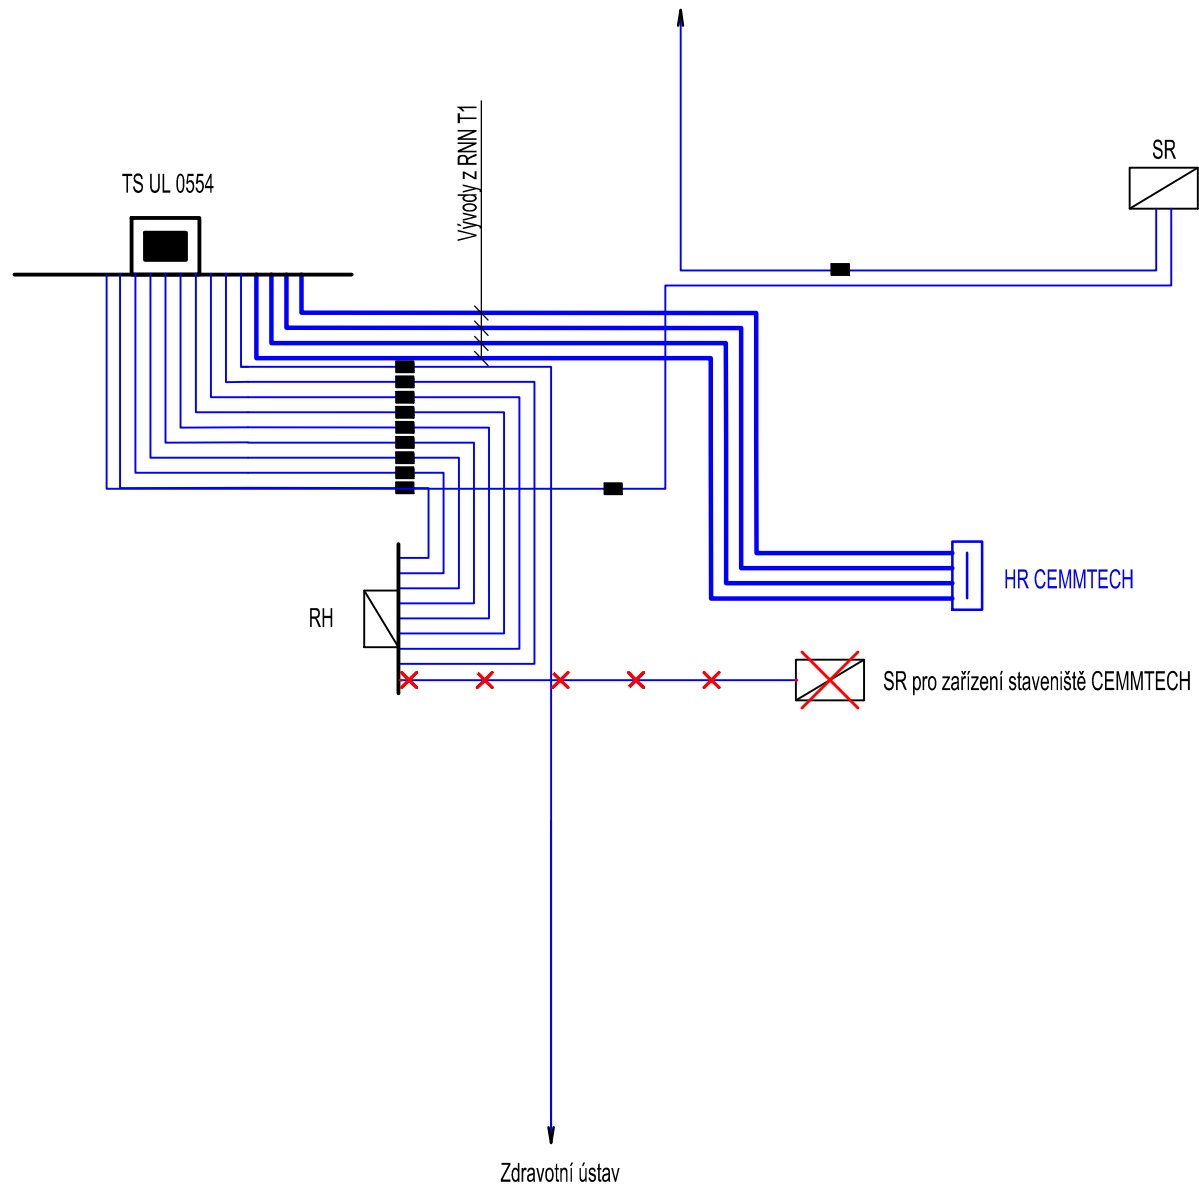 Vývody z RNN T1
SR
TS UL 0554
HR CEMMTECH
RH
SR pro zařízení staveniště CEMMTECH
Zdravotní ústav